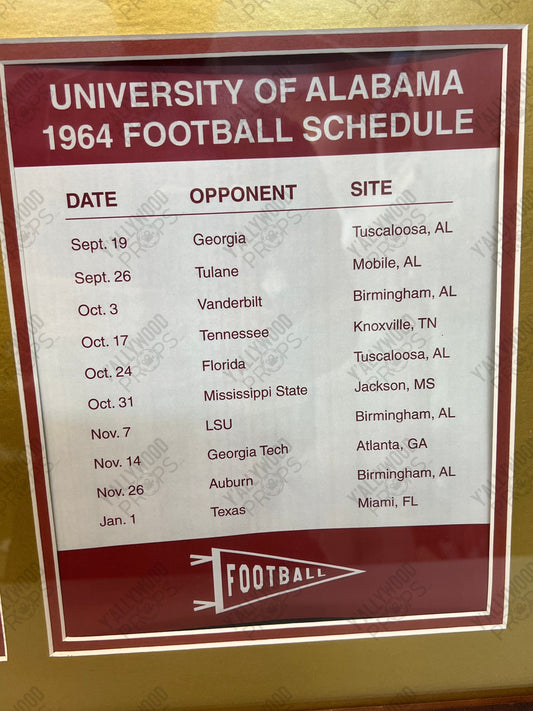 UNIVERSITY OF ALABAMA
1964 FOOTBALL SCHEDULE
DATE OPPONENT SITE
Sept. 19 Georgia Tuscaloosa, AL
Sept. 26 Tulane Mobile, AL
Oct. 3 Vanderbilt Birmingham, AL
Oct. 17 Tennessee Knoxville, TN
Oct. 24 Florida Tuscaloosa, AL
Oct. 31 Mississippi State Jackson, MS
Nov. 7 LSU Birmingham, AL
Nov. 14 Georgia Tech Atlanta, GA
Nov. 26 Auburn Birmingham, AL
Jan. 1 Texas Miami, FL
FOOTBALL
Y'ALLYWOOD
PROPS